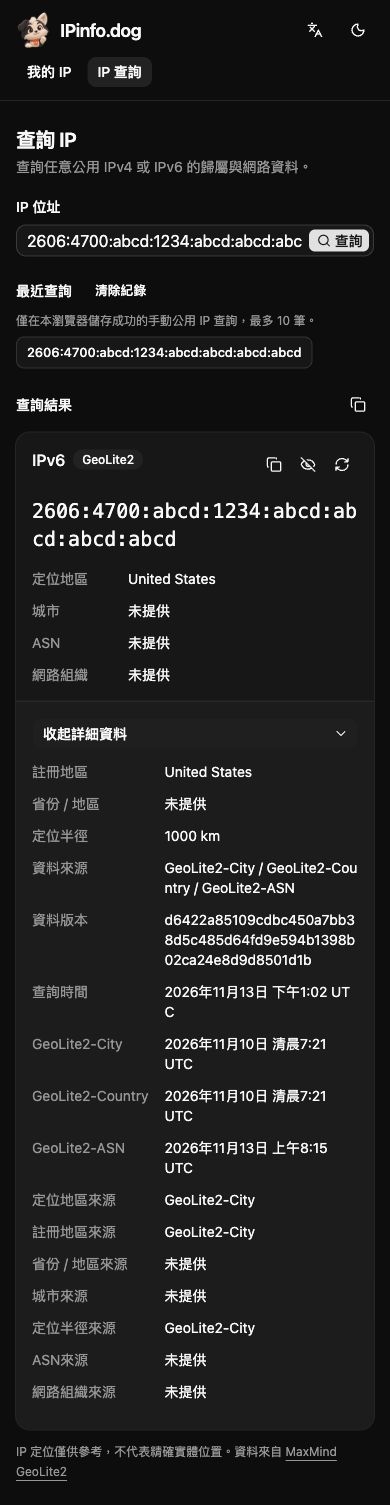 IPinfo.dog
我的 IP
IP 查詢
查詢 IP
查詢任意公用 IPv4 或 IPv6 的歸屬與網路資料。
IP 位址
2606:4700:abcd:1234:abcd:abcd:abc
查詢
最近查詢
清除紀錄
僅在本瀏覽器儲存成功的手動公用 IP 查詢，最多 10 筆。
2606:4700:abcd:1234:abcd:abcd:abcd:abcd
查詢結果
IPv6
GeoLite2
2606:4700:abcd:1234:abcd:ab
cd:abcd:abcd
定位地區 United States
城市 未提供
ASN 未提供
網路組織 未提供
收起詳細資料
註冊地區 United States
省份 / 地區 未提供
定位半徑 1000 km
資料來源 GeoLite2-City / GeoLite2-Cou
ntry / GeoLite2-ASN
資料版本 d6422a85109cdbc450a7bb3
8d5c485d64fd9e594b1398b
02ca24e8d9d8501d1b
查詢時間 2026年11月13日 下午1:02 UT
C
GeoLite2-City 2026年11月10日 清晨7:21
UTC
GeoLite2-Country 2026年11月10日 清晨7:21
UTC
GeoLite2-ASN 2026年11月13日 上午8:15
UTC
定位地區來源 GeoLite2-City
註冊地區來源 GeoLite2-City
省份 / 地區來源 未提供
城市來源 未提供
定位半徑來源 GeoLite2-City
ASN來源 未提供
網路組織來源 未提供
IP 定位僅供參考，不代表精確實體位置。資料來自 MaxMind
GeoLite2